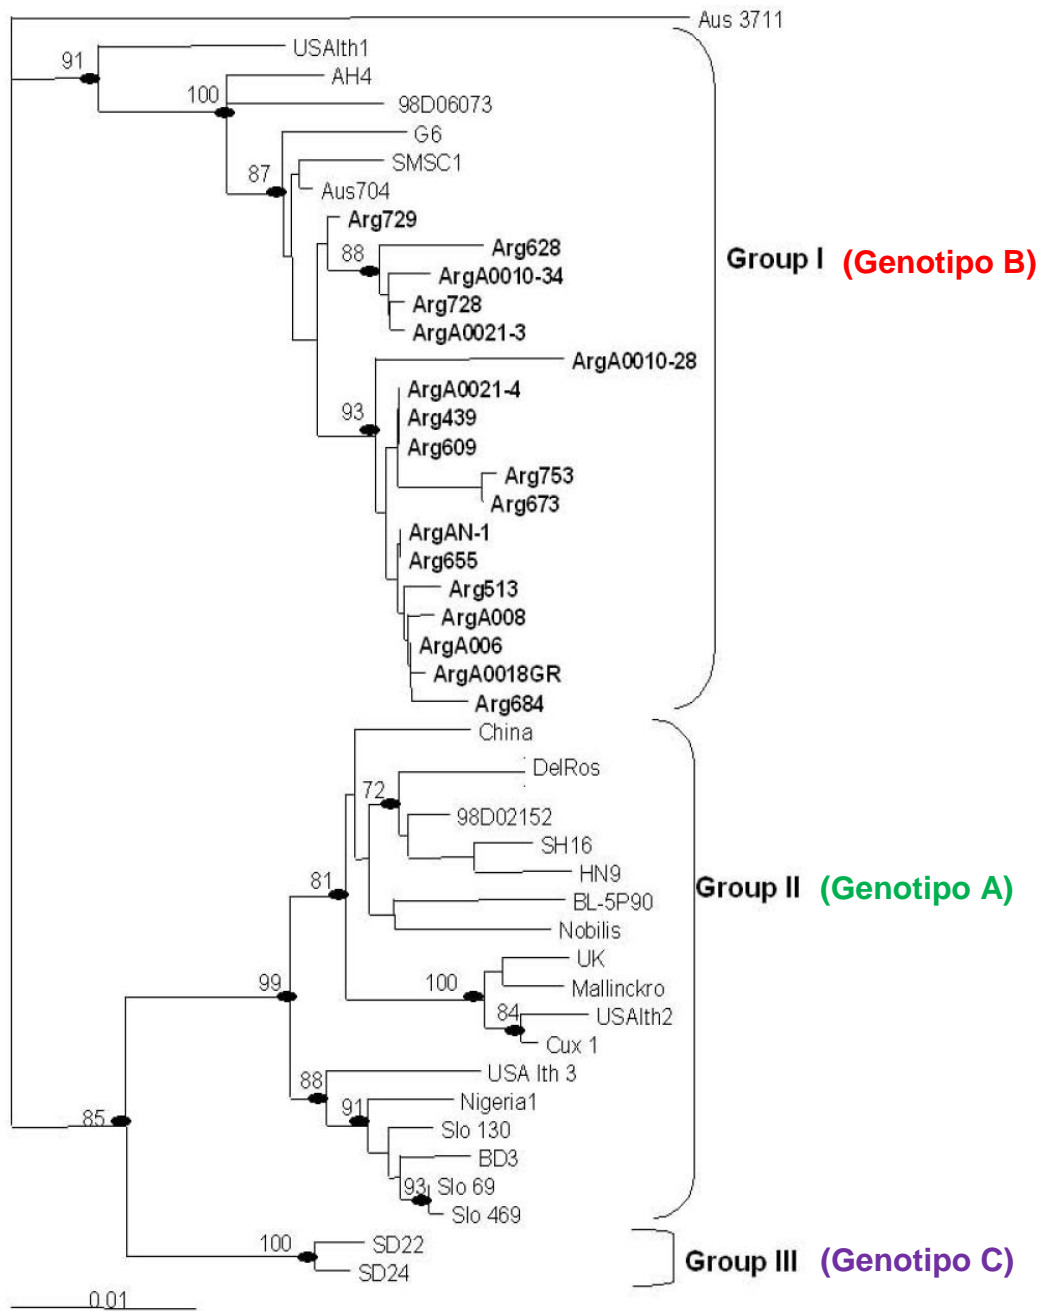 Aus 3711
USAIth1
91
AH4
100
98D06073
G6
SMSC1
87
Aus704
Arg729
Arg628
88
Group I (Genotipo B)
ArgA0010-34
Arg728
ArgA0021-3
ArgA0010-28
ArgA0021-4
93
Arg439
Arg609
Arg753
Arg673
ArgAN-1
Arg655
Arg513
ArgA008
ArgA006
ArgA0018GR
Arg684
China
DelRos
72
98D02152
SH16
HN9
81
Group II (Genotipo A)
BL-5P90
Nobilis
UK
99
100
Mallinckro
84
USAIth2
Cux 1
USA Ith 3
88
Nigeria1
91
85
Slo 130
BD3
93
Slo 69
Slo 469
100
SD22
Group III (Genotipo C)
SD24
0.01